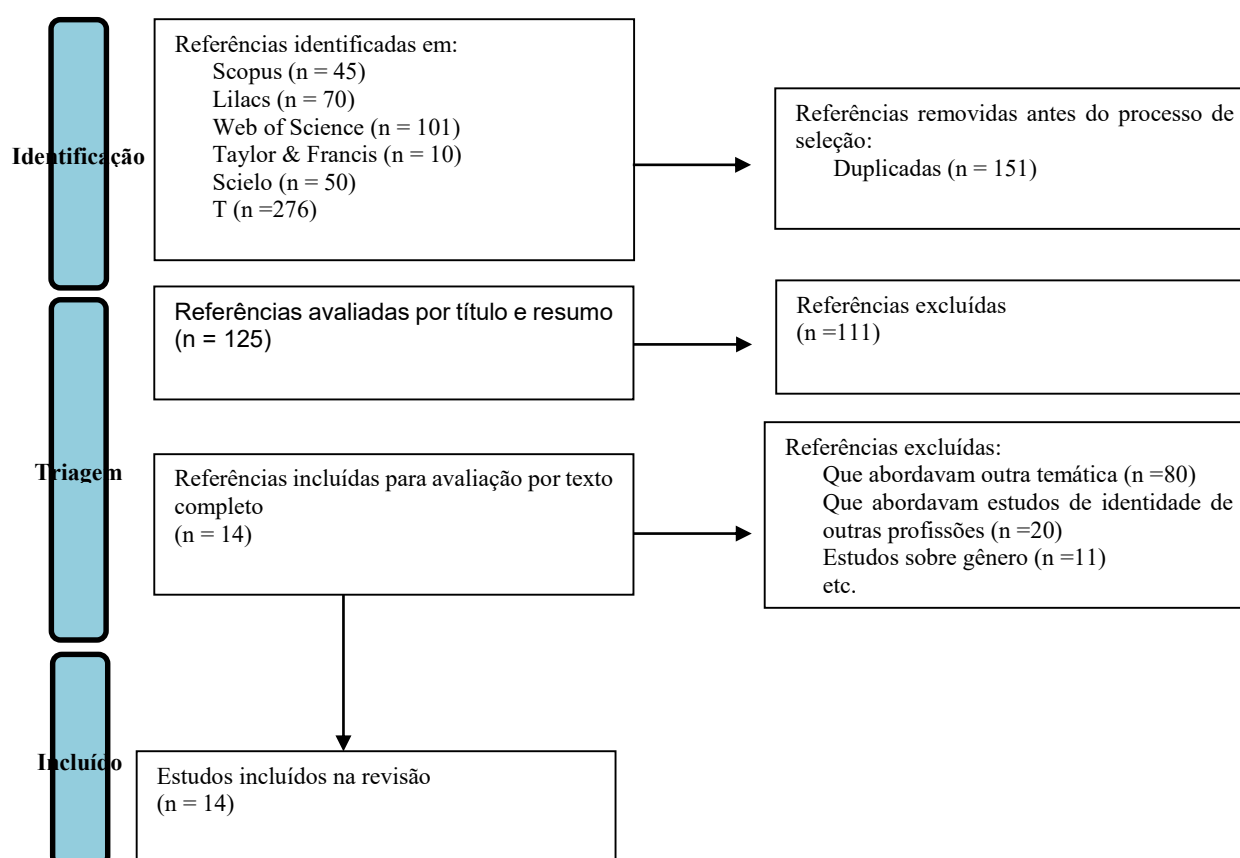 Identificação
Referências identificadas em:
Scopus (n = 45)
Lilacs (n = 70)
Web of Science (n = 101)
Taylor & Francis (n = 10)
Scielo (n = 50)
T (n =276)
Referências removidas antes do processo de
seleção:
Duplicadas (n = 151)
Triagem
Referências avaliadas por título e resumo
(n = 125)
Referências excluídas
(n =111)
Referências incluídas para avaliação por texto
completo
(n = 14)
Referências excluídas:
Que abordavam outra temática (n =80)
Que abordavam estudos de identidade de
outras profissões (n =20)
Estudos sobre gênero (n =11)
etc.
Incluído
Estudos incluídos na revisão
(n = 14)